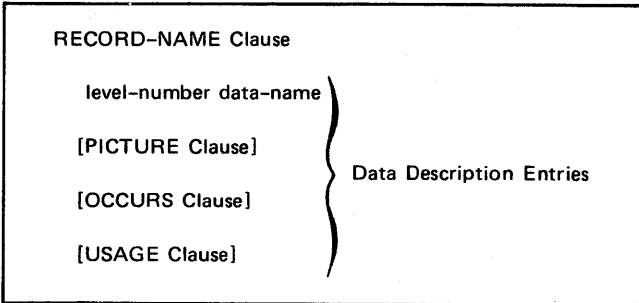 RECORD–NAME Clause
level–number data–name
[PICTURE Clause]
Data Description Entries
[OCCURS Clause]
[USAGE Clause]